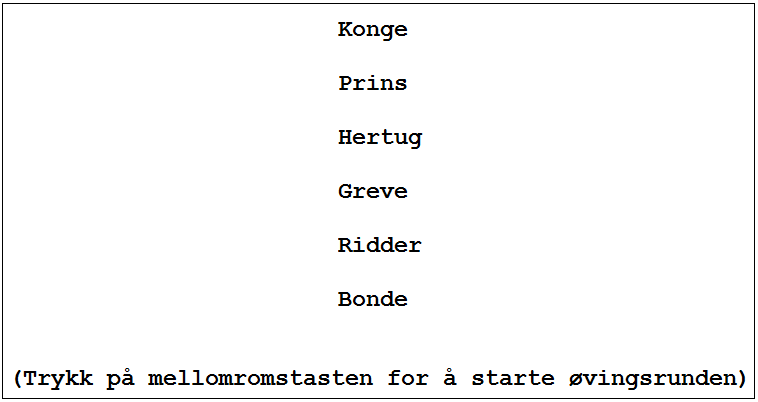 Konge
Prins
Hertug
Greve
Ridder
Bonde
(Trykk på mellomromstasten for å starte øvingsrunden)